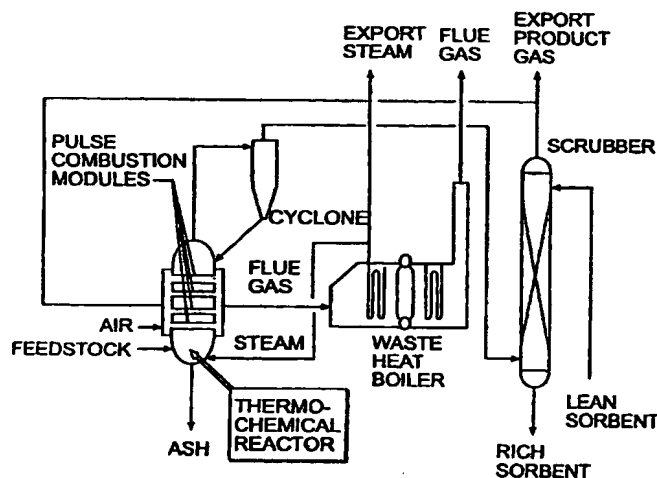 EXPORT
STEAM
FLUE
GAS
EXPORT
PRODUCT
GAS
PULSE
COMBUSTION
MODULES
SCRUBBER
CYCLONE
FLUE
GAS
AIR
FEEDSTOCK
STEAM
WASTE
HEAT
BOILER
THERMO-
CHEMICAL
REACTOR
ASH
LEAN
SORBENT
RICH
SORBENT